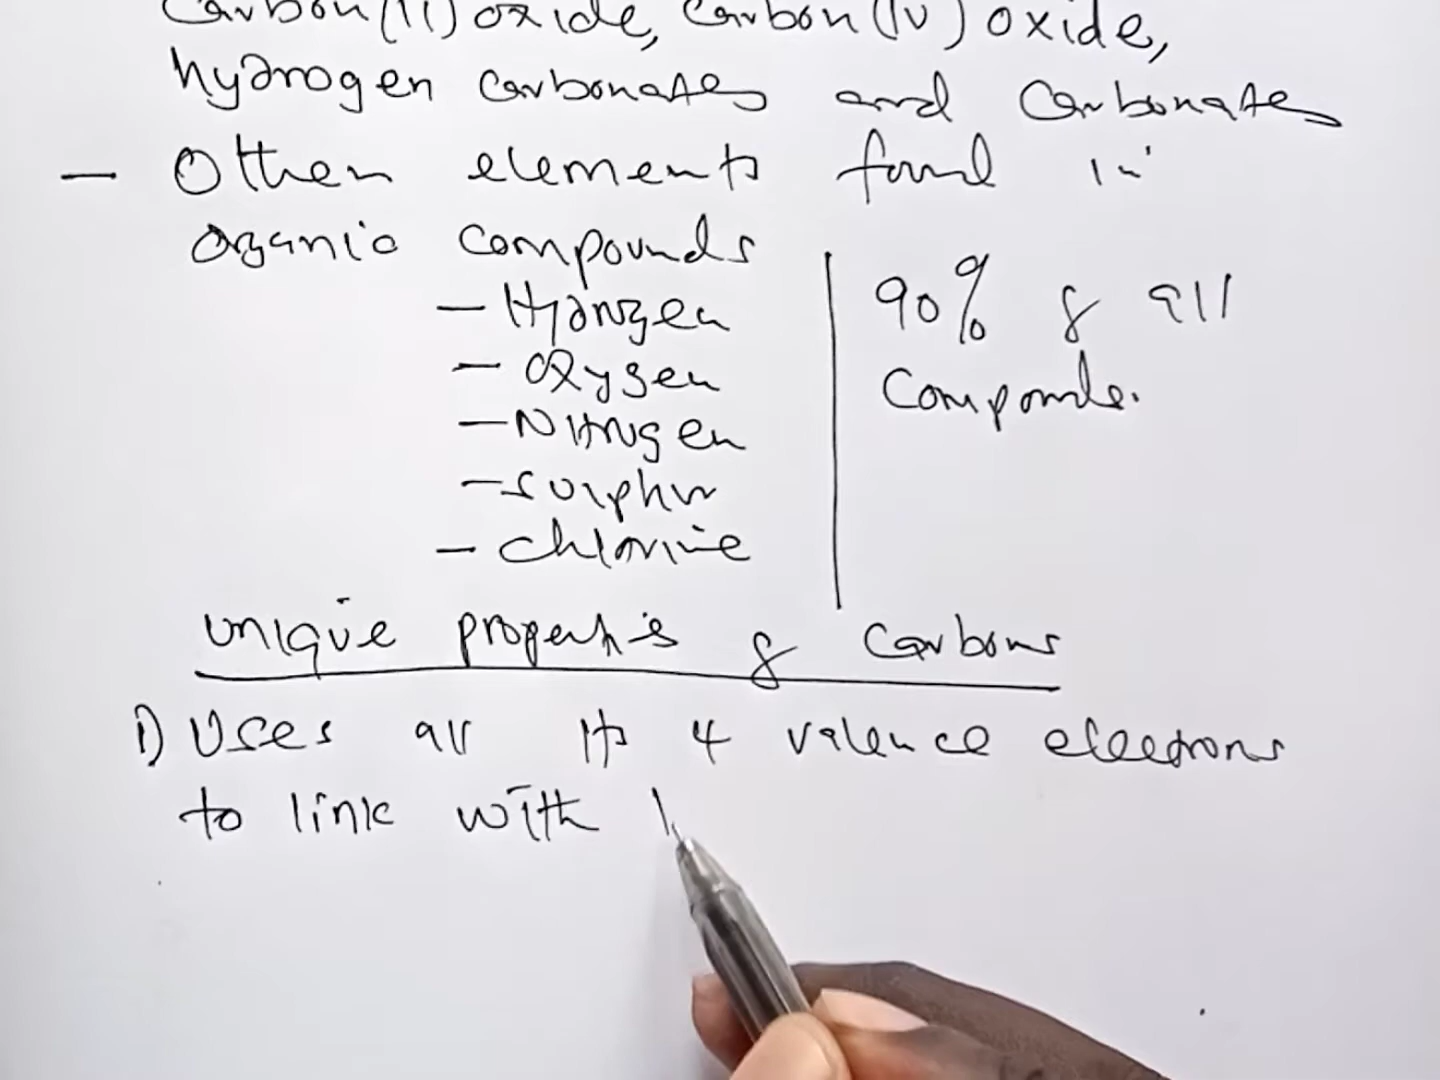 Carbon(II) oxide, Carbon(IV) oxide,
hydrogen carbonates and Carbonates
- Other elements found in
organic compounds
- Hydrogen
- Oxygen
- Nitrogen
- Sulphur
- Chlorine
90% of all
Compounds.
Unique properties of Carbons
1) Uses all its 4 valence electrons
to link with